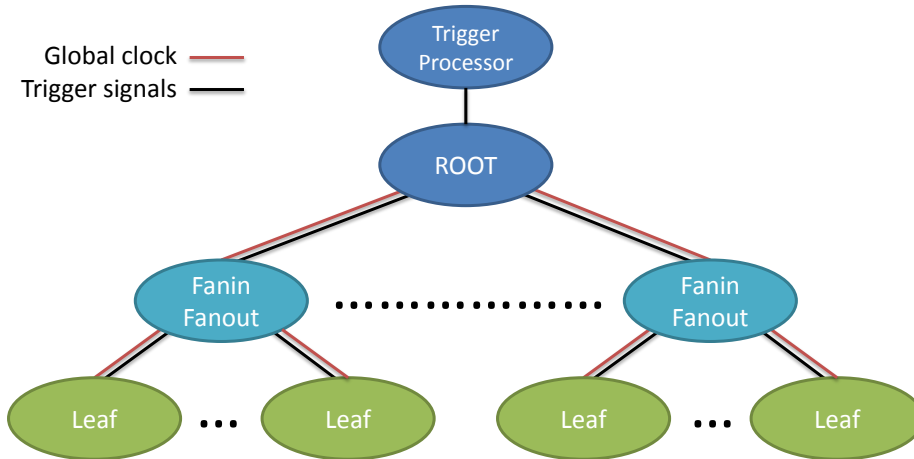 Trigger
Processor
Global clock
Trigger signals
ROOT
Fanin
Fanout
Fanin
Fanout
Leaf
Leaf
Leaf
Leaf